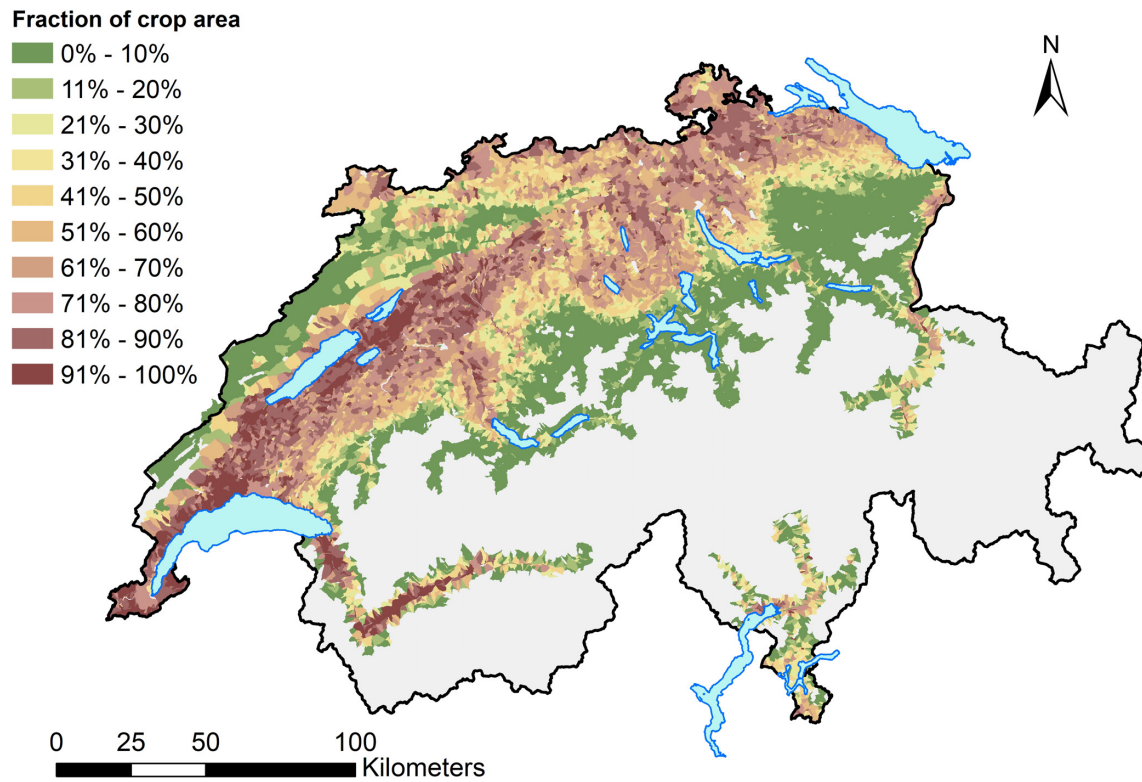 Fraction of crop area
0% - 10%
11% - 20%
21% - 30%
31% - 40%
41% - 50%
51% - 60%
61% - 70%
71% - 80%
81% - 90%
91% - 100%
N
0 25 50 100
Kilometers